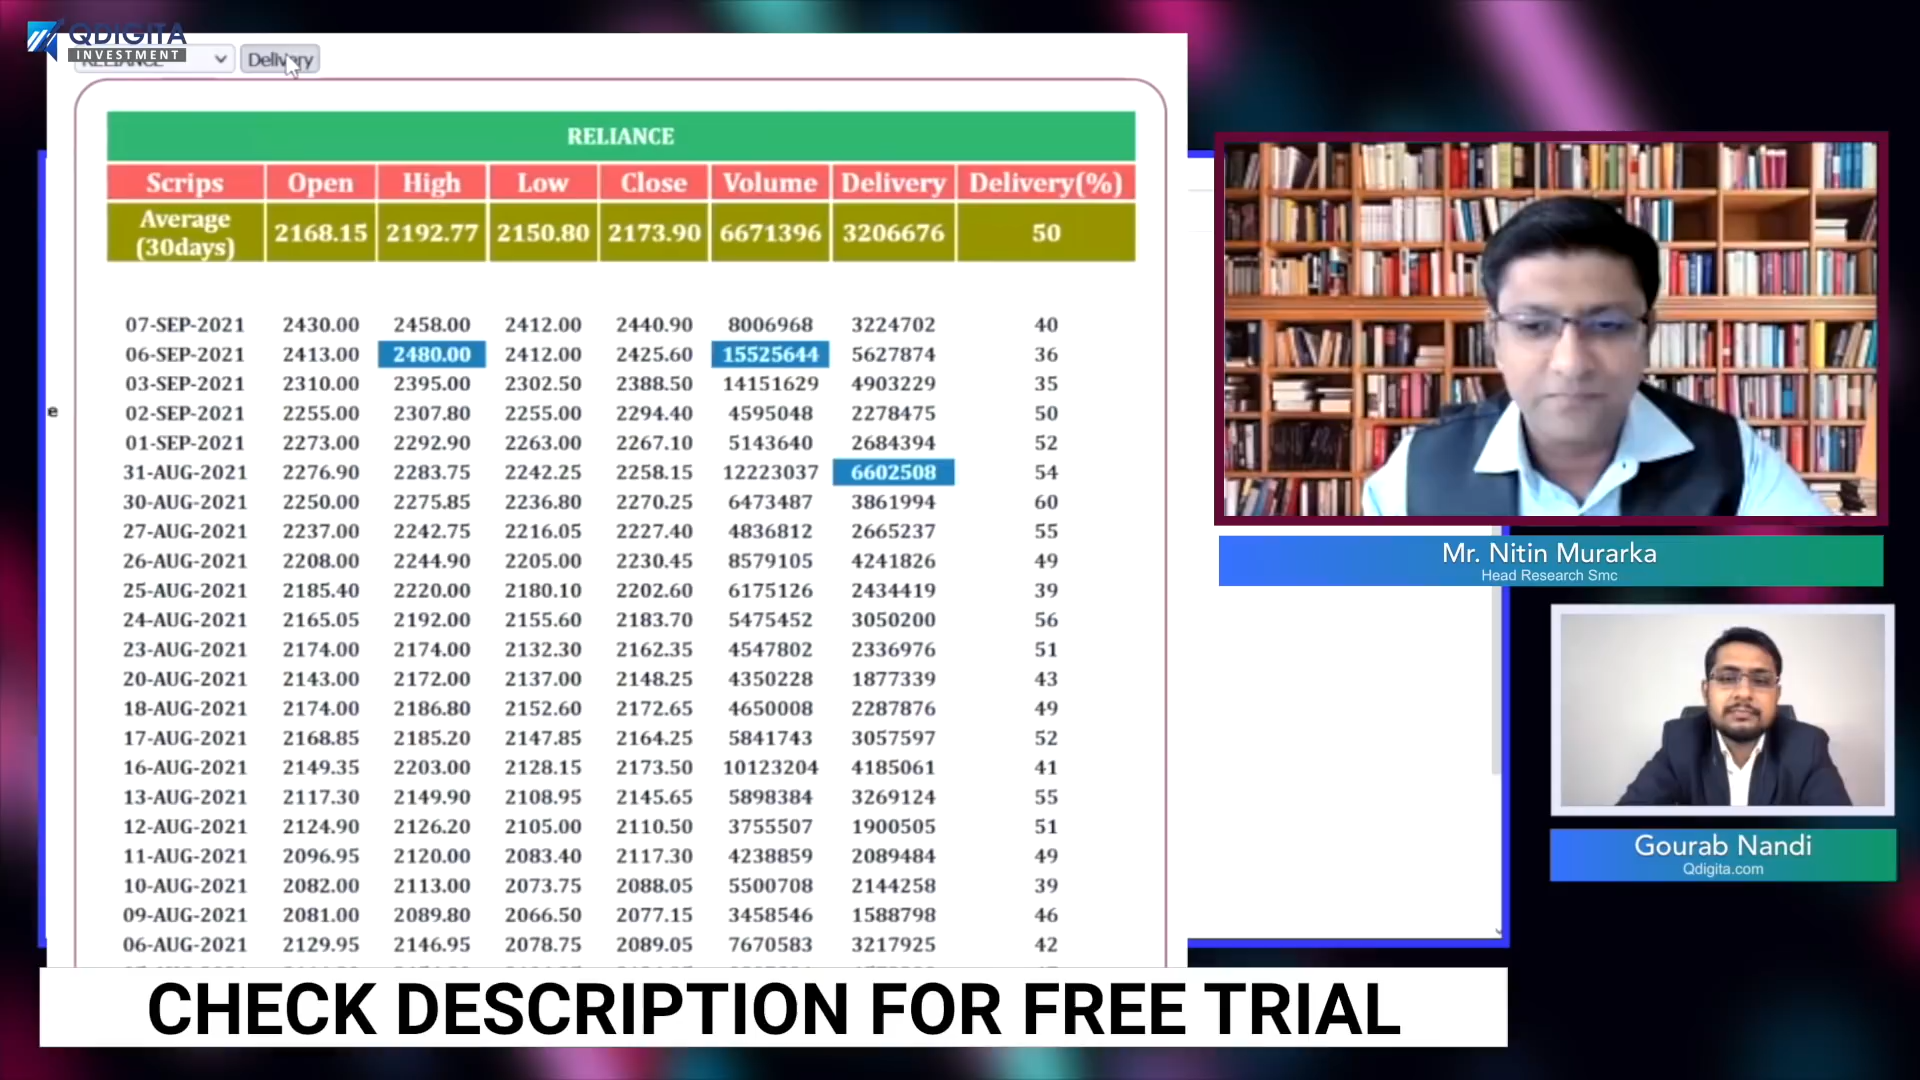 QDIGITA
INVESTMENT
Delivery
RELIANCE
Scrips Open High Low Close Volume Delivery Delivery(%)
Average
(30days) 2168.15 2192.77 2150.80 2173.90 6671396 3206676 50
07-SEP-2021 2430.00 2458.00 2412.00 2440.90 8006968 3224702 40
06-SEP-2021 2413.00 2480.00 2412.00 2425.60 15525644 5627874 36
03-SEP-2021 2310.00 2395.00 2302.50 2388.50 14151629 4903229 35
02-SEP-2021 2255.00 2307.80 2255.00 2294.40 4595048 2278475 50
01-SEP-2021 2273.00 2292.90 2263.00 2267.10 5143640 2684394 52
31-AUG-2021 2276.90 2283.75 2242.25 2258.15 12223037 6602508 54
30-AUG-2021 2250.00 2275.85 2236.80 2270.25 6473487 3861994 60
27-AUG-2021 2237.00 2242.75 2216.05 2227.40 4836812 2665237 55
26-AUG-2021 2208.00 2244.90 2205.00 2230.45 8579105 4241826 49
25-AUG-2021 2185.40 2220.00 2180.10 2202.60 6175126 2434419 39
24-AUG-2021 2165.05 2192.00 2155.60 2183.70 5475452 3050200 56
23-AUG-2021 2174.00 2174.00 2132.30 2162.35 4547802 2336976 51
20-AUG-2021 2143.00 2172.00 2137.00 2148.25 4350228 1877339 43
18-AUG-2021 2174.00 2186.80 2152.60 2172.65 4650008 2287876 49
17-AUG-2021 2168.85 2185.20 2147.85 2164.25 5841743 3057597 52
16-AUG-2021 2149.35 2203.00 2128.15 2173.50 10123204 4185061 41
13-AUG-2021 2117.30 2149.90 2108.95 2145.65 5898384 3269124 55
12-AUG-2021 2124.90 2126.20 2105.00 2110.50 3755507 1900505 51
11-AUG-2021 2096.95 2120.00 2083.40 2117.30 4238859 2089484 49
10-AUG-2021 2082.00 2113.00 2073.75 2088.05 5500708 2144258 39
09-AUG-2021 2081.00 2089.80 2066.50 2077.15 3458546 1588798 46
06-AUG-2021 2129.95 2146.95 2078.75 2089.05 7670583 3217925 42
e
Mr. Nitin Murarka
Head Research Smc
Gourab Nandi
Qdigita.com
CHECK DESCRIPTION FOR FREE TRIAL